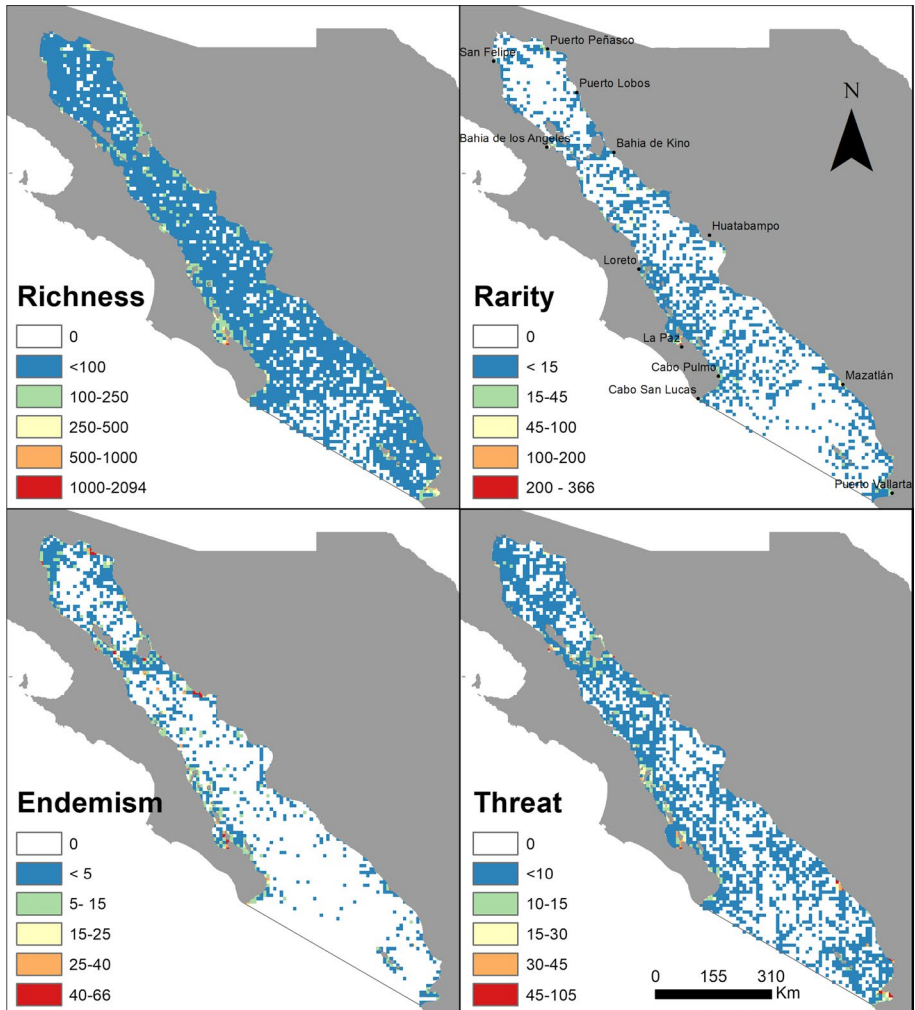 Richness
0
<100
100-250
250-500
500-1000
1000-2094
San Felipe
Puerto Peñasco
Puerto Lobos
N
Bahia de los Angeles
Bahia de Kino
Huatabampo
Loreto
Rarity
0
< 15
15-45
45-100
100-200
200 - 366
La Paz
Cabo Pulmo
Cabo San Lucas
Mazatlán
Puerto Vallarta
Endemism
0
< 5
5- 15
15-25
25-40
40-66
Threat
0
<10
10-15
15-30
30-45
45-105
0 155 310
Km